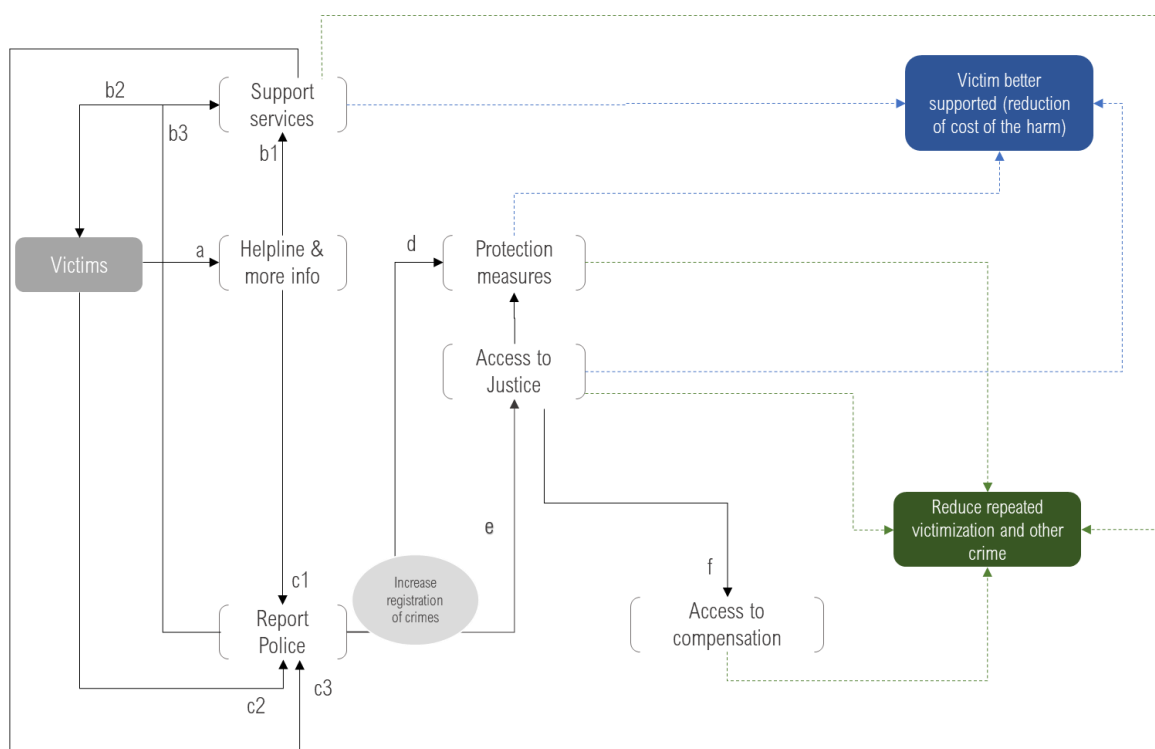 b2
Support
services
b3
b1
Victim better
supported (reduction
of cost of the harm)
Victims
a
Helpline &
more info
d
Protection
measures
Access to
Justice
e
Reduce repeated
victimization and other
crime
c1
Increase
registration
of crimes
f
Report
Police
Access to
compensation
c2
c3